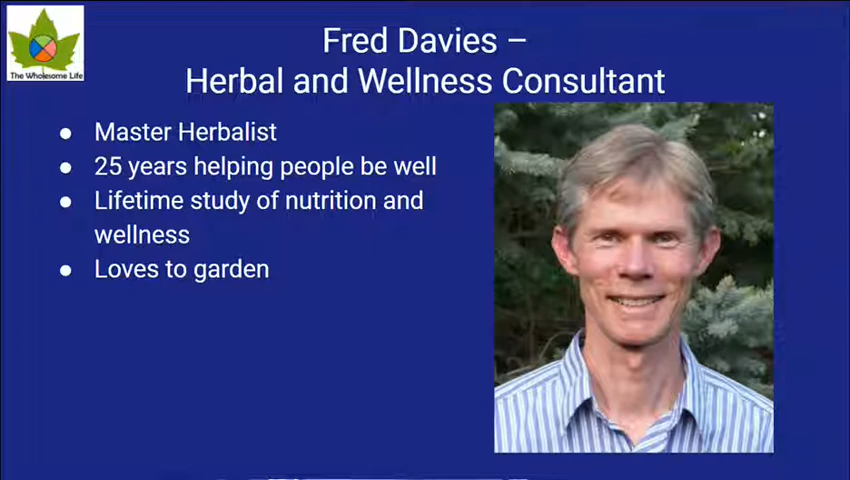 The Wholesome Life
Fred Davies –
Herbal and Wellness Consultant
● Master Herbalist
● 25 years helping people be well
● Lifetime study of nutrition and
wellness
● Loves to garden